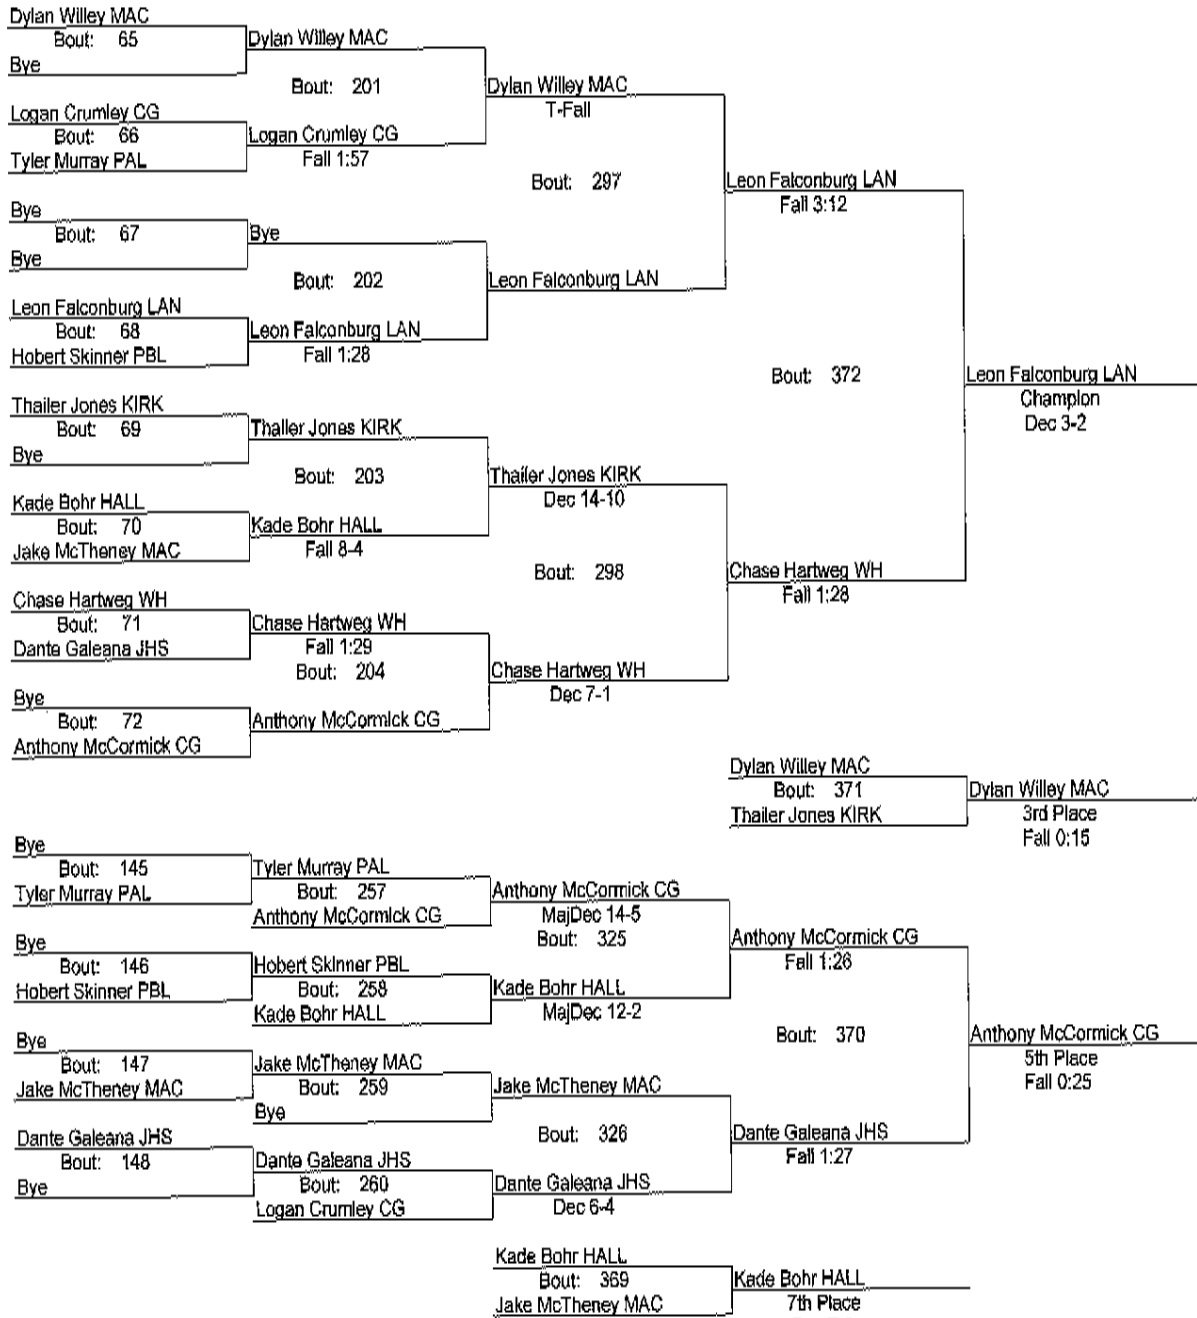 Dylan Willey MAC
Bout: 65
Bye
Dylan Willey MAC
Bout: 201
Logan Crumley CG
Bout: 66
Tyler Murray PAL
Logan Crumley CG
Fall 1:57
Dylan Willey MAC
T-Fall
Bout: 297
Bye
Bout: 67
Bye
Bye
Bout: 202
Leon Falconburg LAN
Bout: 68
Hobert Skinner PBL
Leon Falconburg LAN
Fall 1:28
Leon Falconburg LAN
Leon Falconburg LAN
Fall 3:12
Bout: 372
Leon Falconburg LAN
Champion
Dec 3-2
Thailer Jones KIRK
Bout: 69
Bye
Thailer Jones KIRK
Bout: 203
Kade Bohr HALL
Bout: 70
Jake McTheney MAC
Kade Bohr HALL
Fall 8-4
Thailer Jones KIRK
Dec 14-10
Bout: 298
Chase Hartweg WH
Bout: 71
Dante Galeana JHS
Chase Hartweg WH
Fall 1:29
Bout: 204
Bye
Bout: 72
Anthony McCormick CG
Anthony McCormick CG
Chase Hartweg WH
Dec 7-1
Chase Hartweg WH
Fall 1:28
Dylan Willey MAC
Bout: 371
Thailer Jones KIRK
Dylan Willey MAC
3rd Place
Fall 0:15
Bye
Bout: 145
Tyler Murray PAL
Tyler Murray PAL
Bout: 257
Anthony McCormick CG
Anthony McCormick CG
MajDec 14-5
Bout: 325
Bye
Bout: 146
Hobert Skinner PBL
Hobert Skinner PBL
Bout: 258
Kade Bohr HALL
Kade Bohr HALL
MajDec 12-2
Anthony McCormick CG
Fall 1:26
Bout: 370
Anthony McCormick CG
5th Place
Fall 0:25
Bye
Bout: 147
Jake McTheney MAC
Jake McTheney MAC
Bout: 259
Bye
Jake McTheney MAC
Bout: 326
Dante Galeana JHS
Bout: 148
Bye
Dante Galeana JHS
Bout: 260
Logan Crumley CG
Dante Galeana JHS
Dec 6-4
Dante Galeana JHS
Fall 1:27
Kade Bohr HALL
Bout: 369
Jake McTheney MAC
Kade Bohr HALL
7th Place